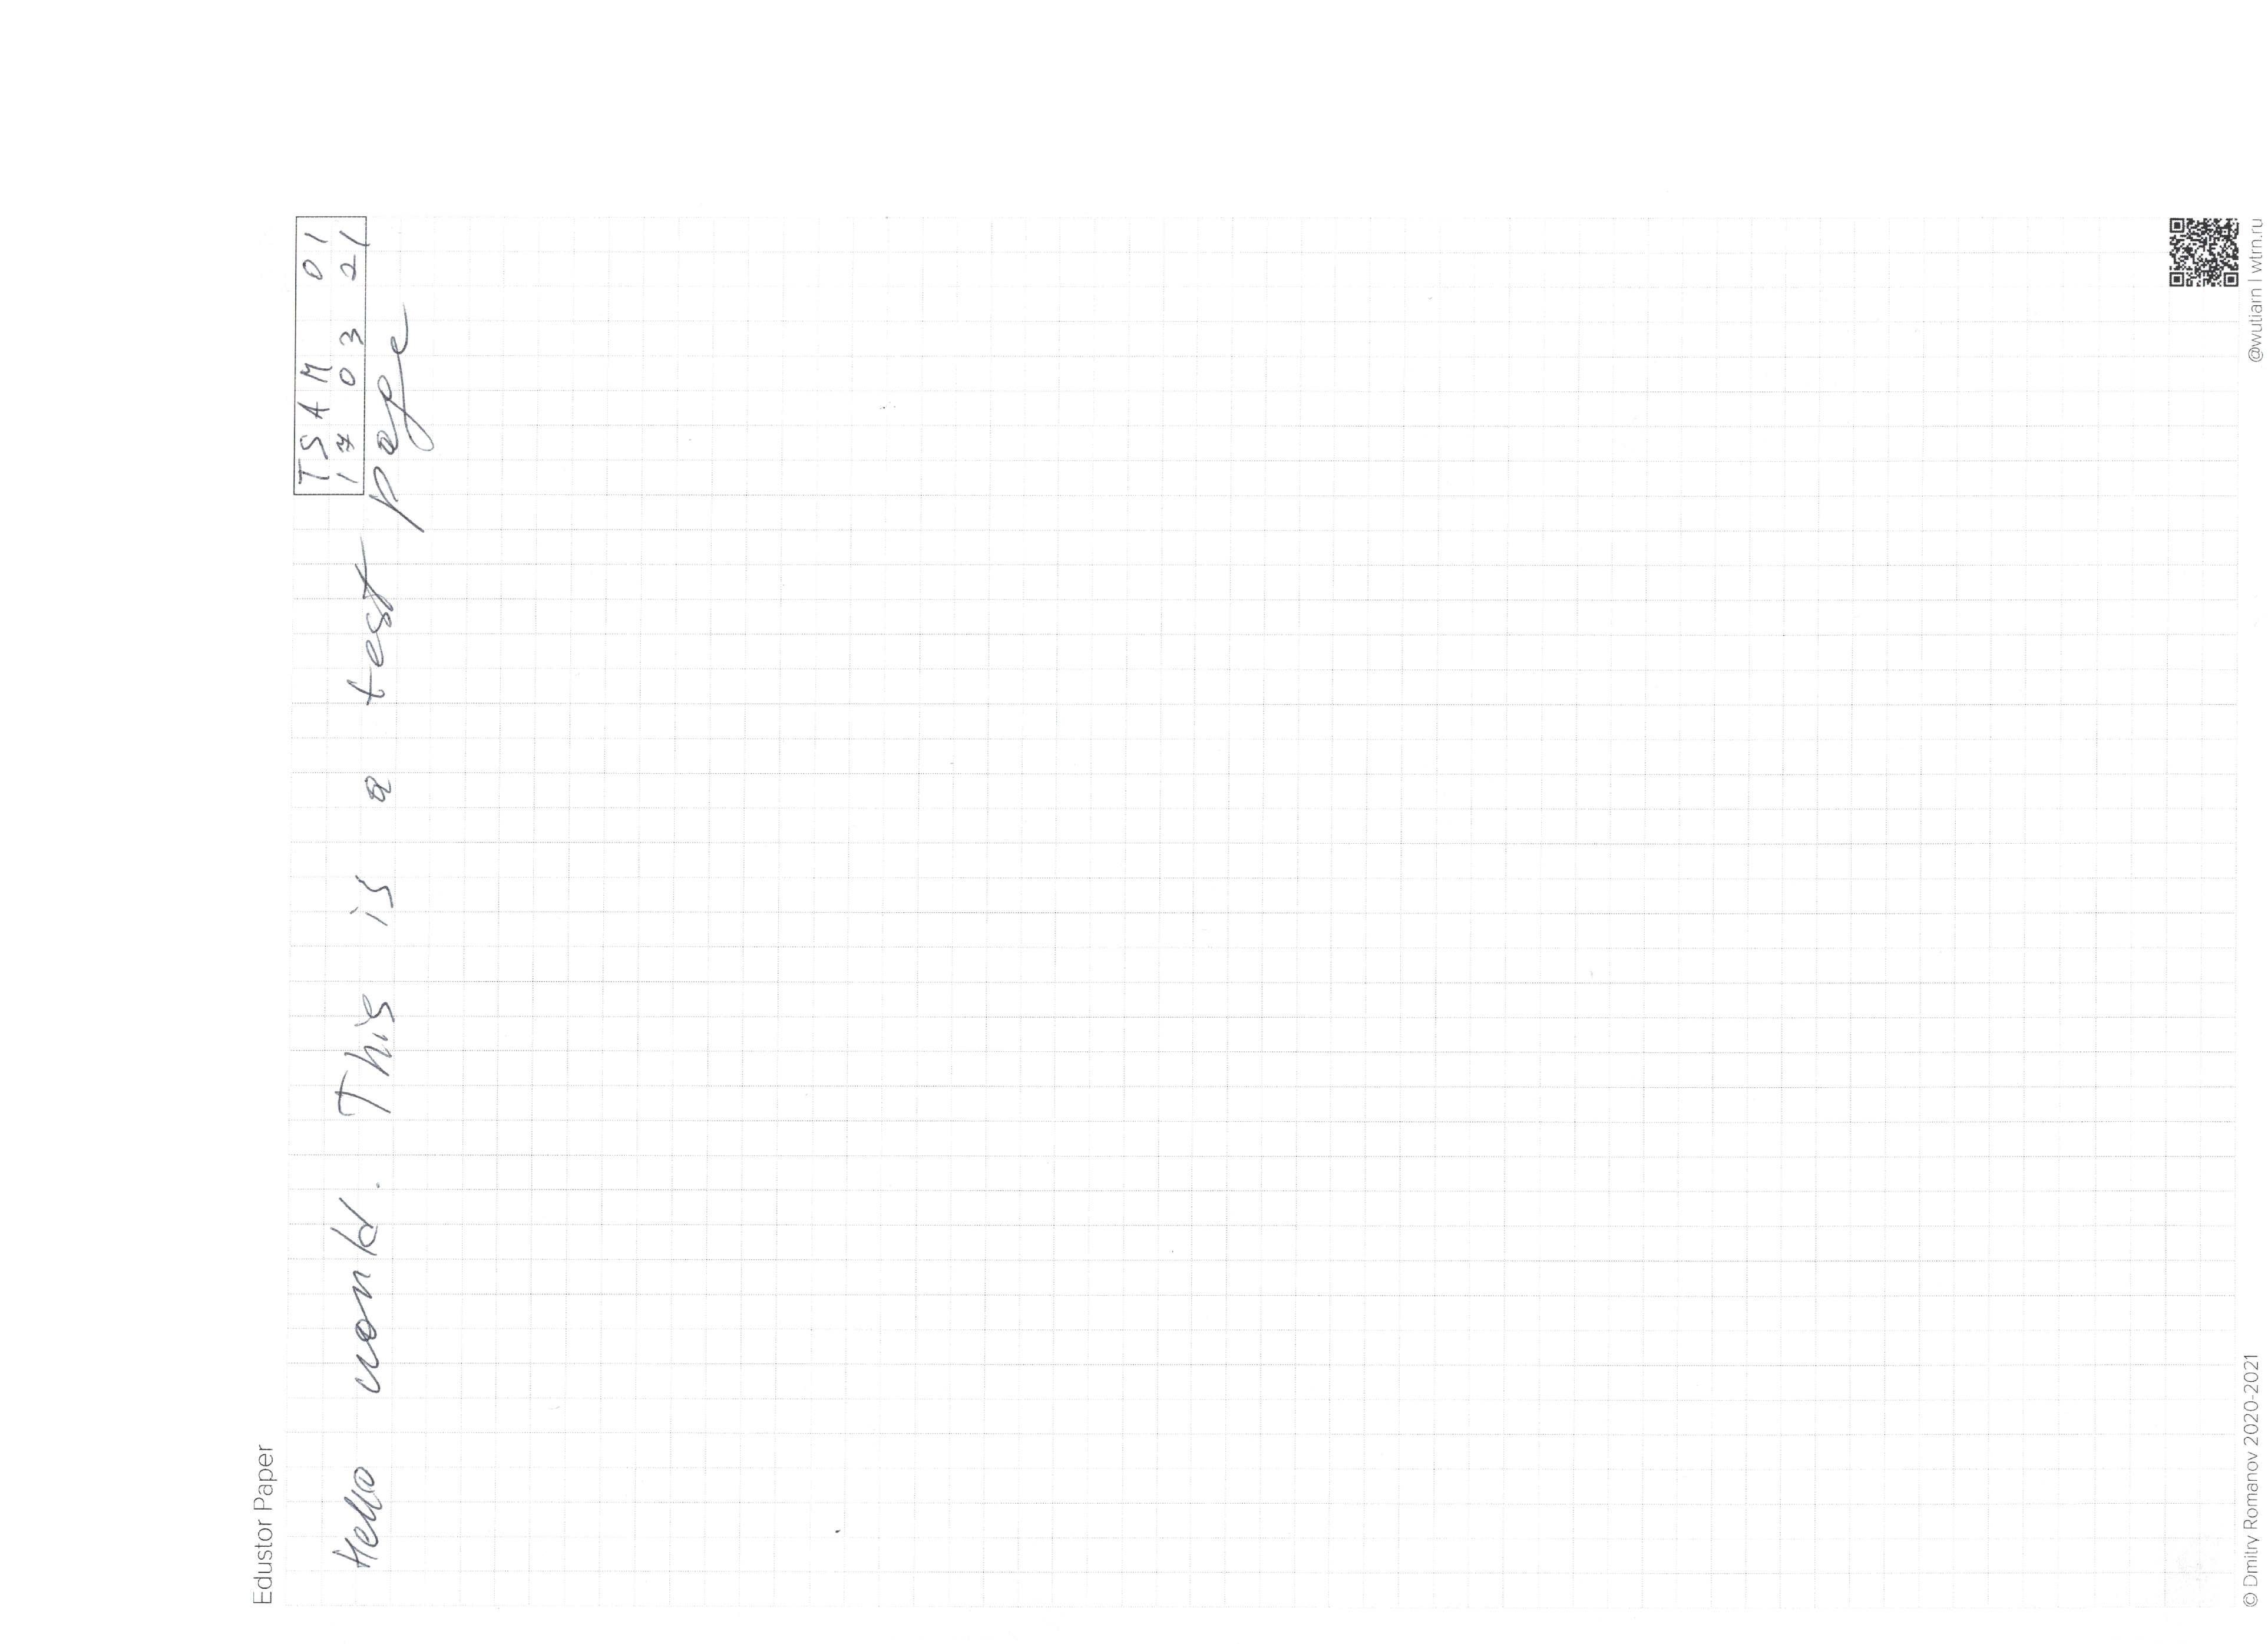 Edustor Paper
TSAM 01
17 03 21
Hello world. This is a test page
© Dmitry Romanov 2020-2021
@wutiarn | wtrn.ru